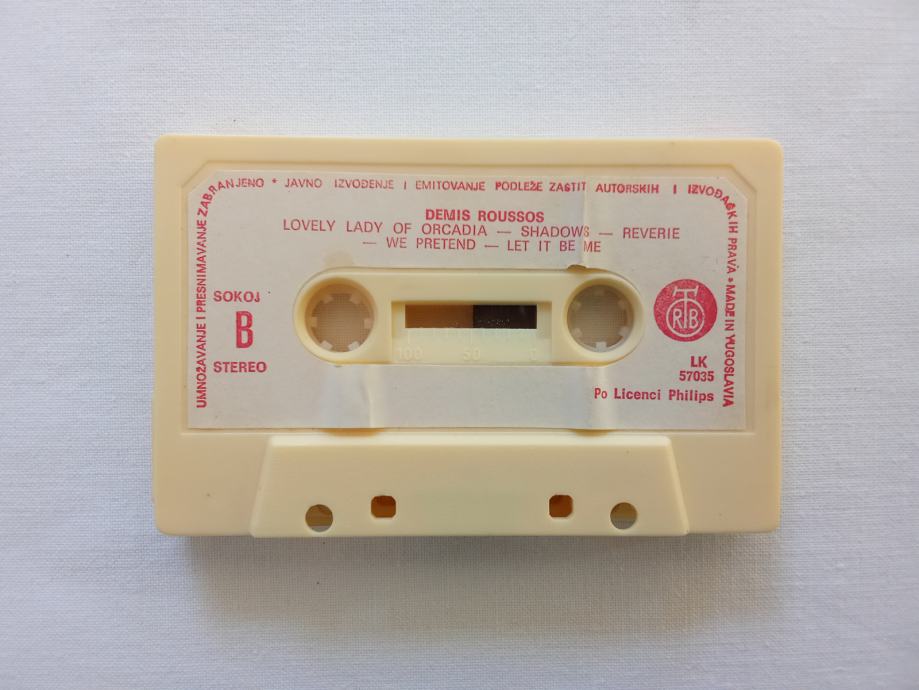 UMNOŽAVANJE I PRESNIMAVANJE ZABRANJENO * JAVNO IZVOĐENJE I EMITOVANJE PODLEŽE ZAŠTIT AUTORSKIH I IZVOĐAČKIH PRAVA * MADE IN YUGOSLAVIA
DEMIS ROUSSOS
LOVELY LADY OF ORCADIA — SHADOWS — REVERIE
— WE PRETEND — LET IT BE ME
SOKOJ
B
STEREO
RTB
100 50 0
LK
57035
Po Licenci Philips